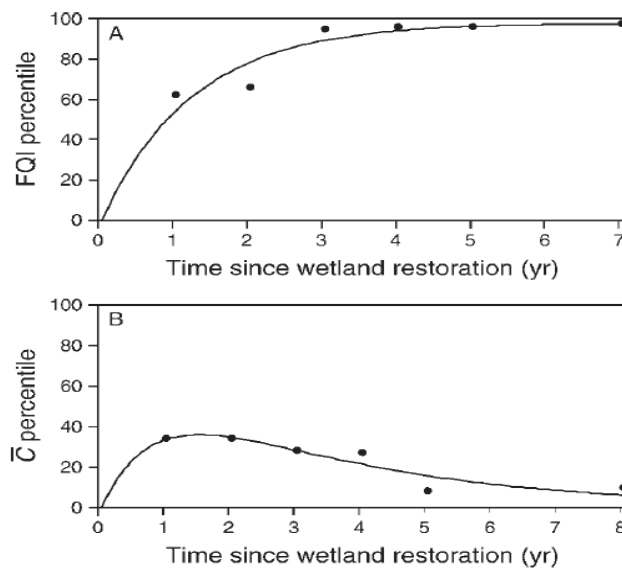 100
A
80
60
40
20
0
FQI percentile
0 1 2 3 4 5 6 7
Time since wetland restoration (yr)
100
B
80
60
40
20
0
C̅ percentile
0 1 2 3 4 5 6 7 8
Time since wetland restoration (yr)